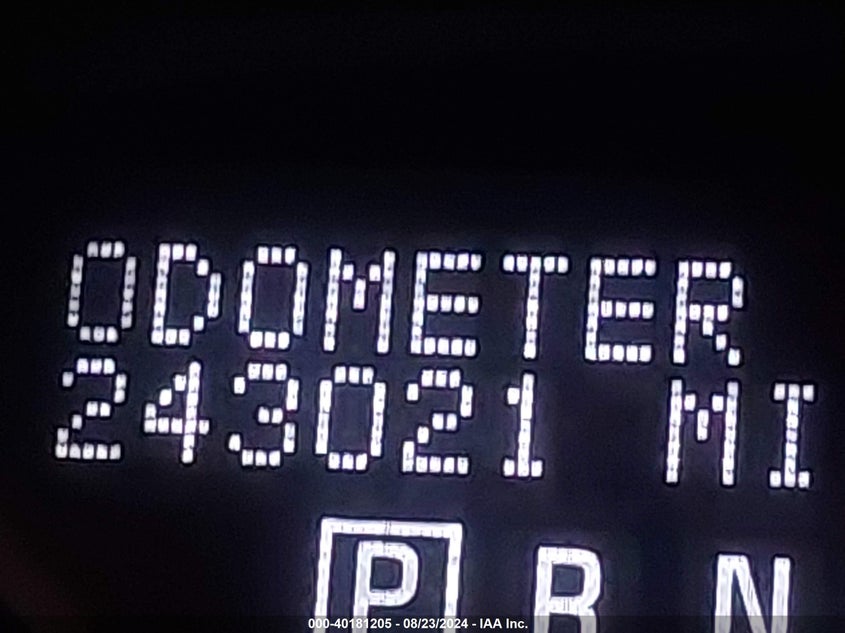 ODOMETER
243021 MI
P R N
000-40181205 - 08/23/2024 - IAA Inc.